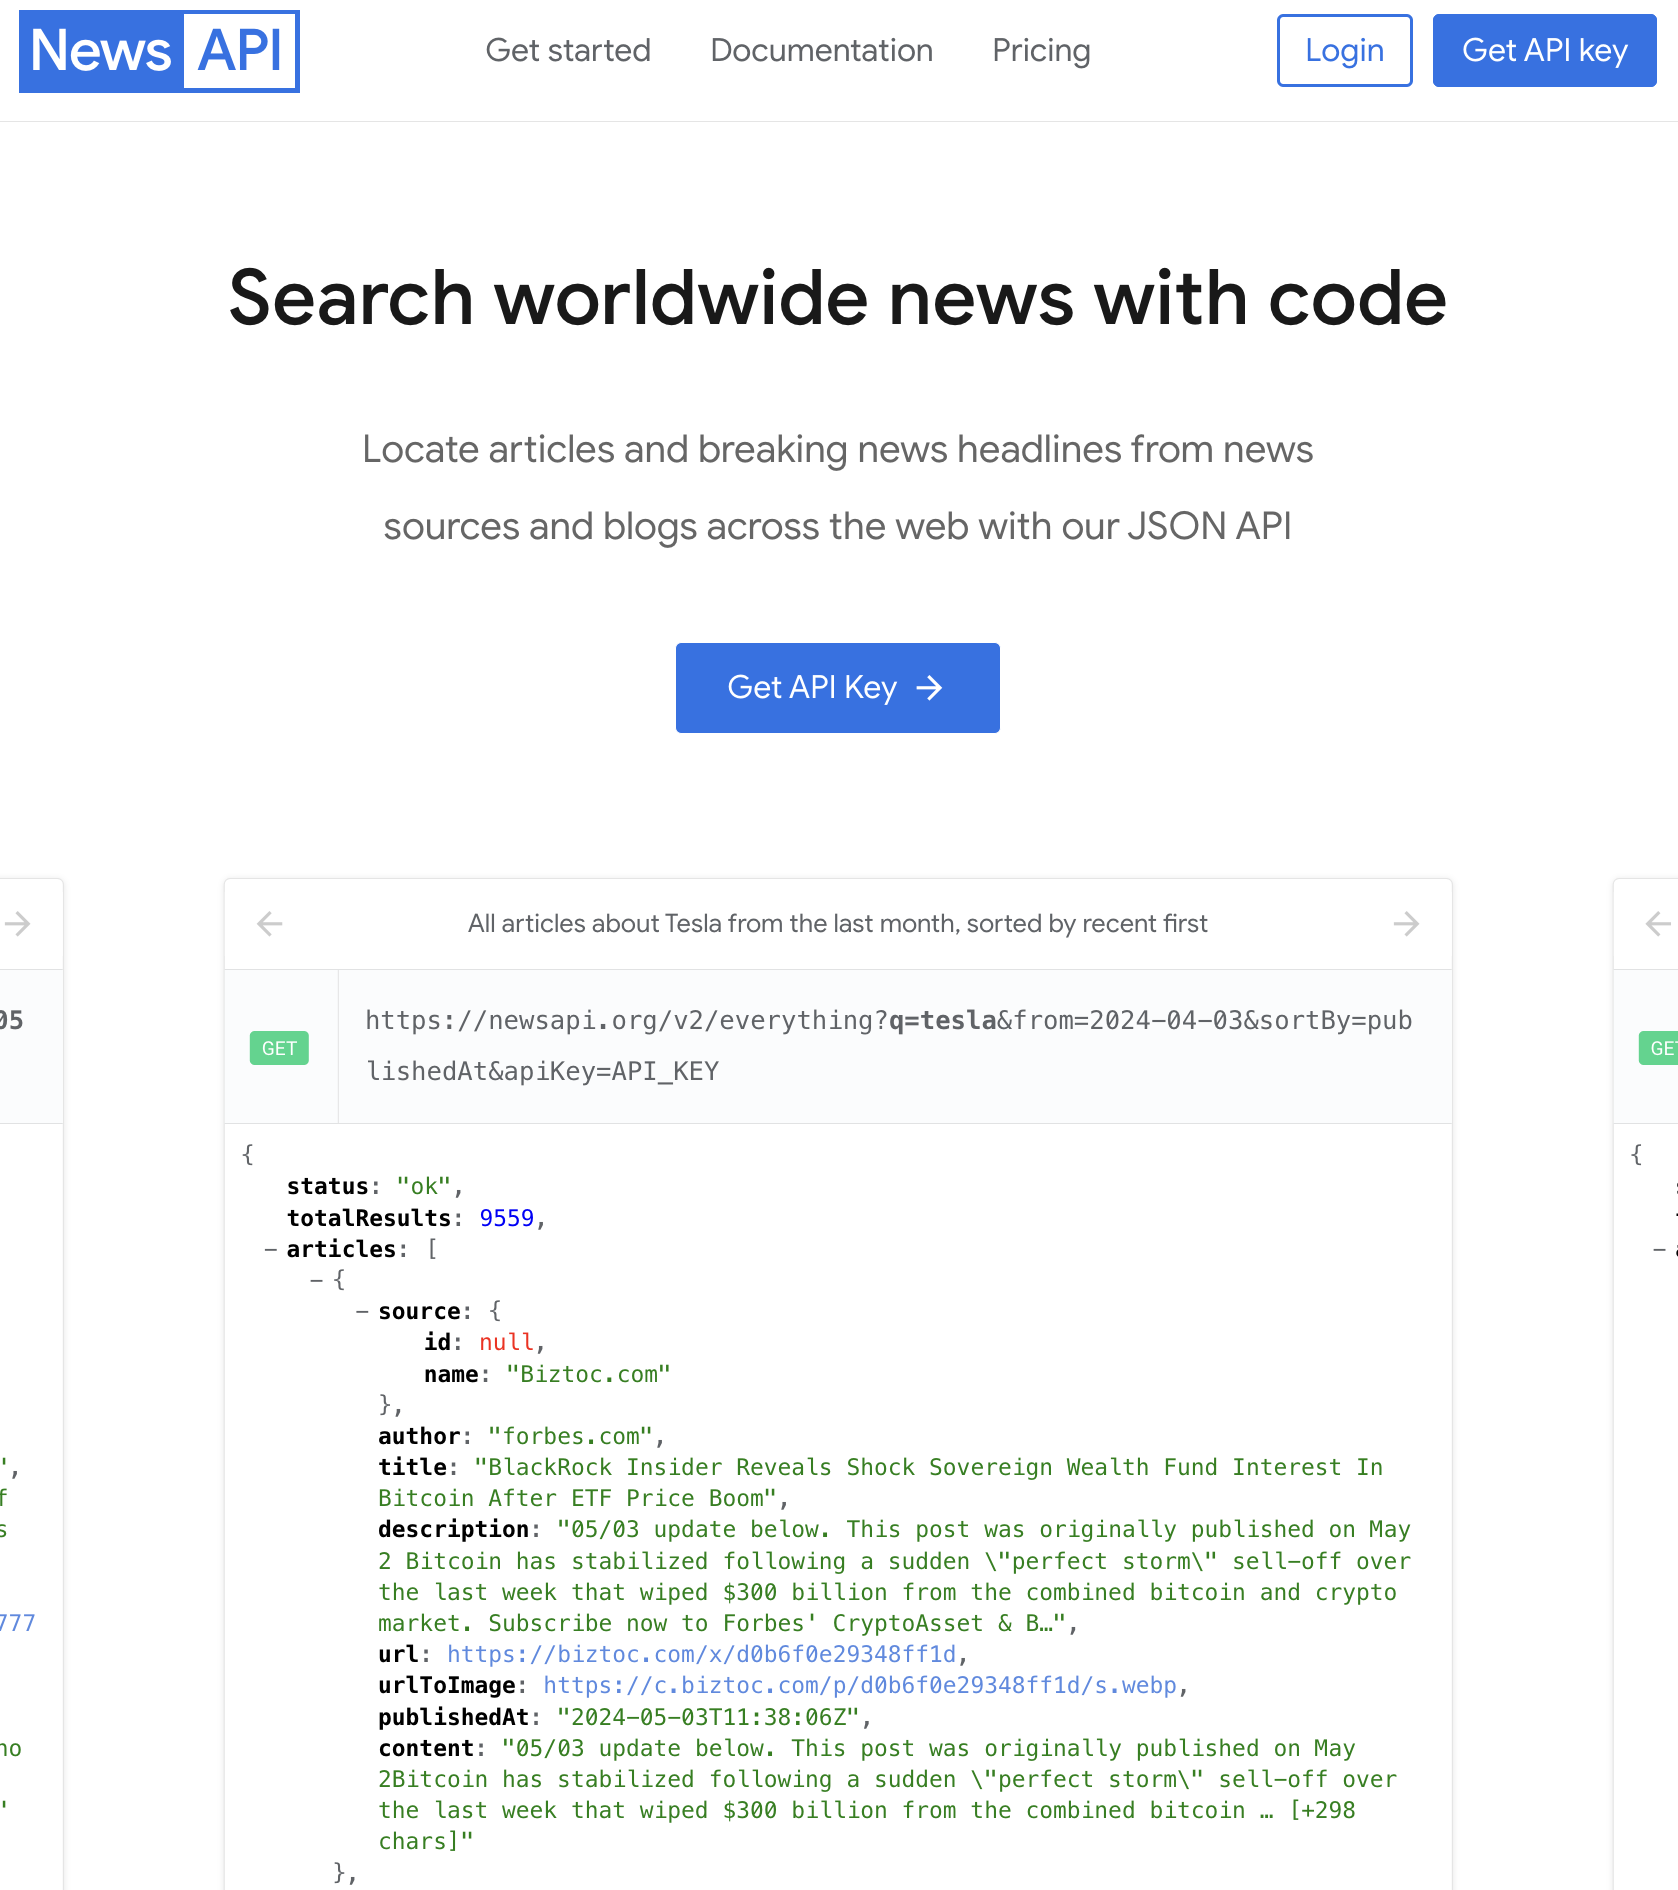 News API
Get started
Documentation
Pricing
Login
Get API key
Search worldwide news with code
Locate articles and breaking news headlines from news
sources and blogs across the web with our JSON API
Get API Key →
← All articles about Tesla from the last month, sorted by recent first →
GET
https://newsapi.org/v2/everything?q=tesla&from=2024-04-03&sortBy=pub
lishedAt&apiKey=API_KEY
{
status: "ok",
totalResults: 9559,
– articles: [
– {
– source: {
id: null,
name: "Biztoc.com"
},
author: "forbes.com",
title: "BlackRock Insider Reveals Shock Sovereign Wealth Fund Interest In
Bitcoin After ETF Price Boom",
description: "05/03 update below. This post was originally published on May
2 Bitcoin has stabilized following a sudden \"perfect storm\" sell-off over
the last week that wiped $300 billion from the combined bitcoin and crypto
market. Subscribe now to Forbes' CryptoAsset & B…",
url: https://biztoc.com/x/d0b6f0e29348ff1d,
urlToImage: https://c.biztoc.com/p/d0b6f0e29348ff1d/s.webp,
publishedAt: "2024-05-03T11:38:06Z",
content: "05/03 update below. This post was originally published on May
2Bitcoin has stabilized following a sudden \"perfect storm\" sell-off over
the last week that wiped $300 billion from the combined bitcoin … [+298
chars]"
},